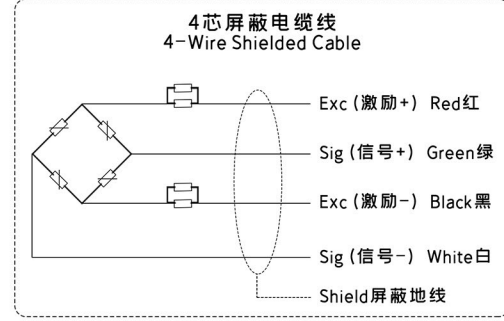 4芯屏蔽电缆线
4-Wire Shielded Cable
Exc (激励+) Red红
Sig (信号+) Green绿
Exc (激励-) Black黑
Sig (信号-) White白
Shield屏蔽地线